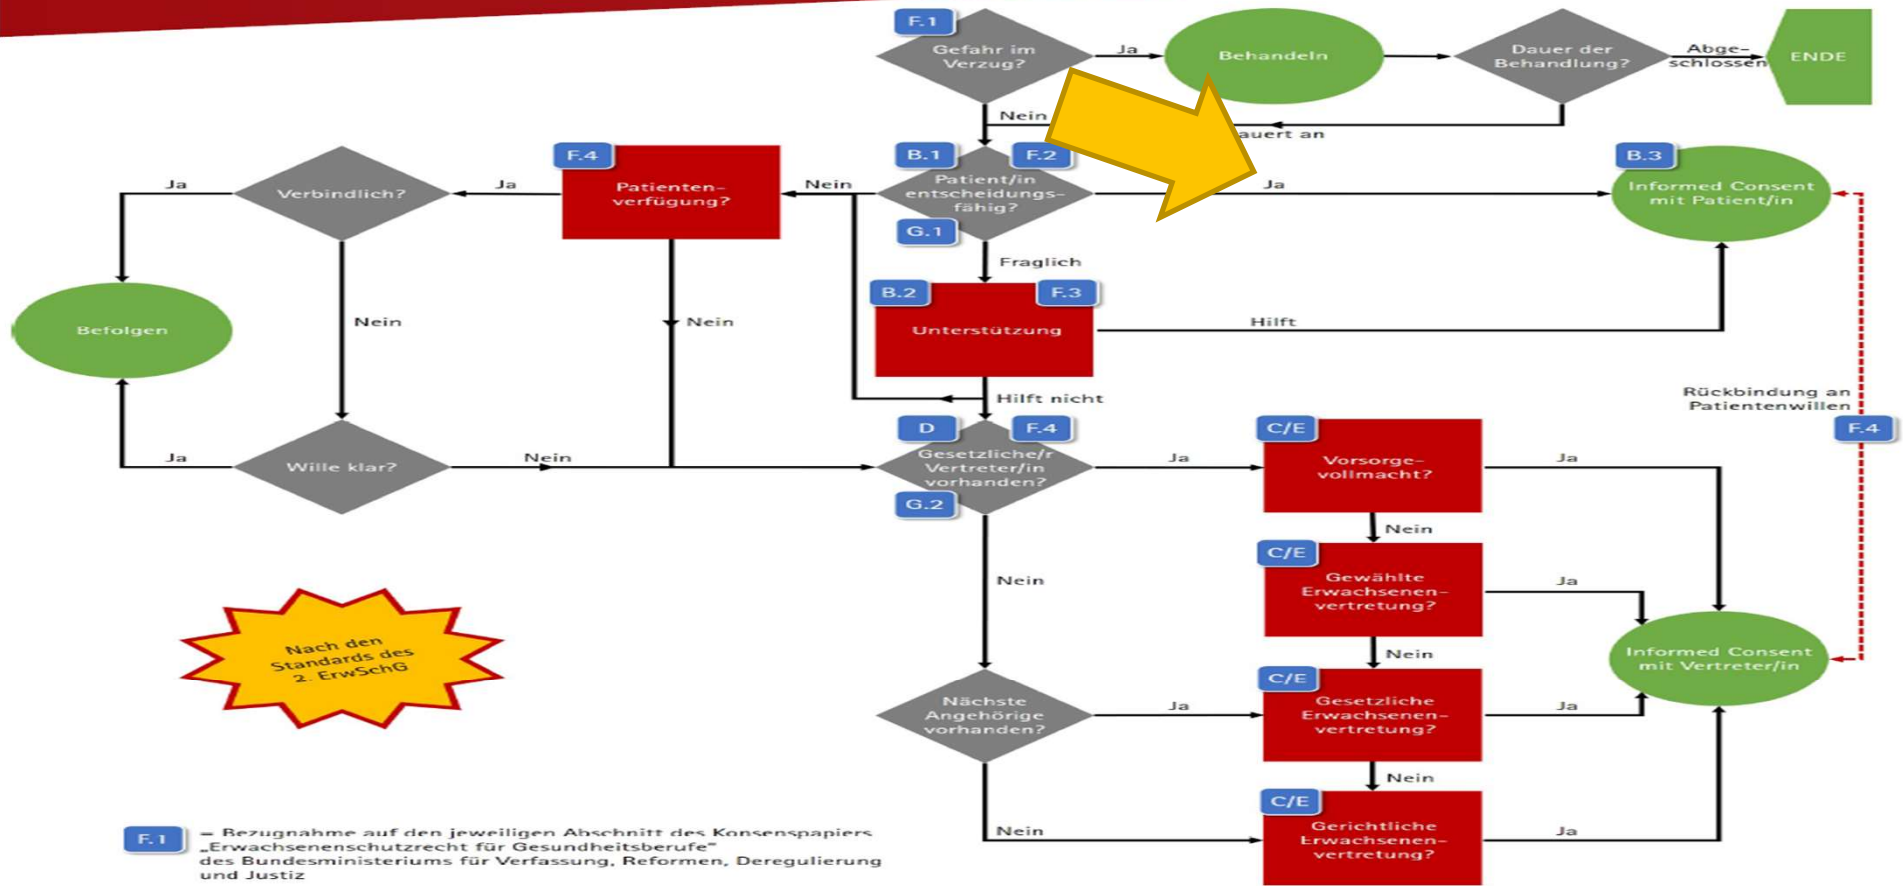 F.1
Gefahr im
Verzug?
Ja
Behandeln
Dauer der
Behandlung?
Abge-
schlossen
ENDE
Nein
auert an
B.1
F.2
Patient/in
entscheidungs-
fähig?
G.1
Nein
Ja
B.3
Informed Consent
mit Patient/in
F.4
Patienten-
verfügung?
Ja
Verbindlich?
Ja
Fraglich
B.2
F.3
Unterstützung
Hilft
Befolgen
Nein
Nein
Hilft nicht
Rückbindung an
Patientenwillen
F.4
D
F.4
Gesetzliche/r
Vertreter/in
vorhanden?
G.2
Ja
Wille klar?
Nein
Ja
C/E
Vorsorge-
vollmacht?
Ja
Nein
C/E
Gewählte
Erwachsenen-
vertretung?
Ja
Nein
Nein
Informed Consent
mit Vertreter/in
Nach den
Standards des
2. ErwSchG
Nächste
Angehörige
vorhanden?
Ja
C/E
Gesetzliche
Erwachsenen-
vertretung?
Ja
Nein
Nein
C/E
Gerichtliche
Erwachsenen-
vertretung?
Ja
F.1
= Bezugnahme auf den jeweiligen Abschnitt des Konsenspapiers
„Erwachsenenschutzrecht für Gesundheitsberufe"
des Bundesministeriums für Verfassung, Reformen, Deregulierung
und Justiz